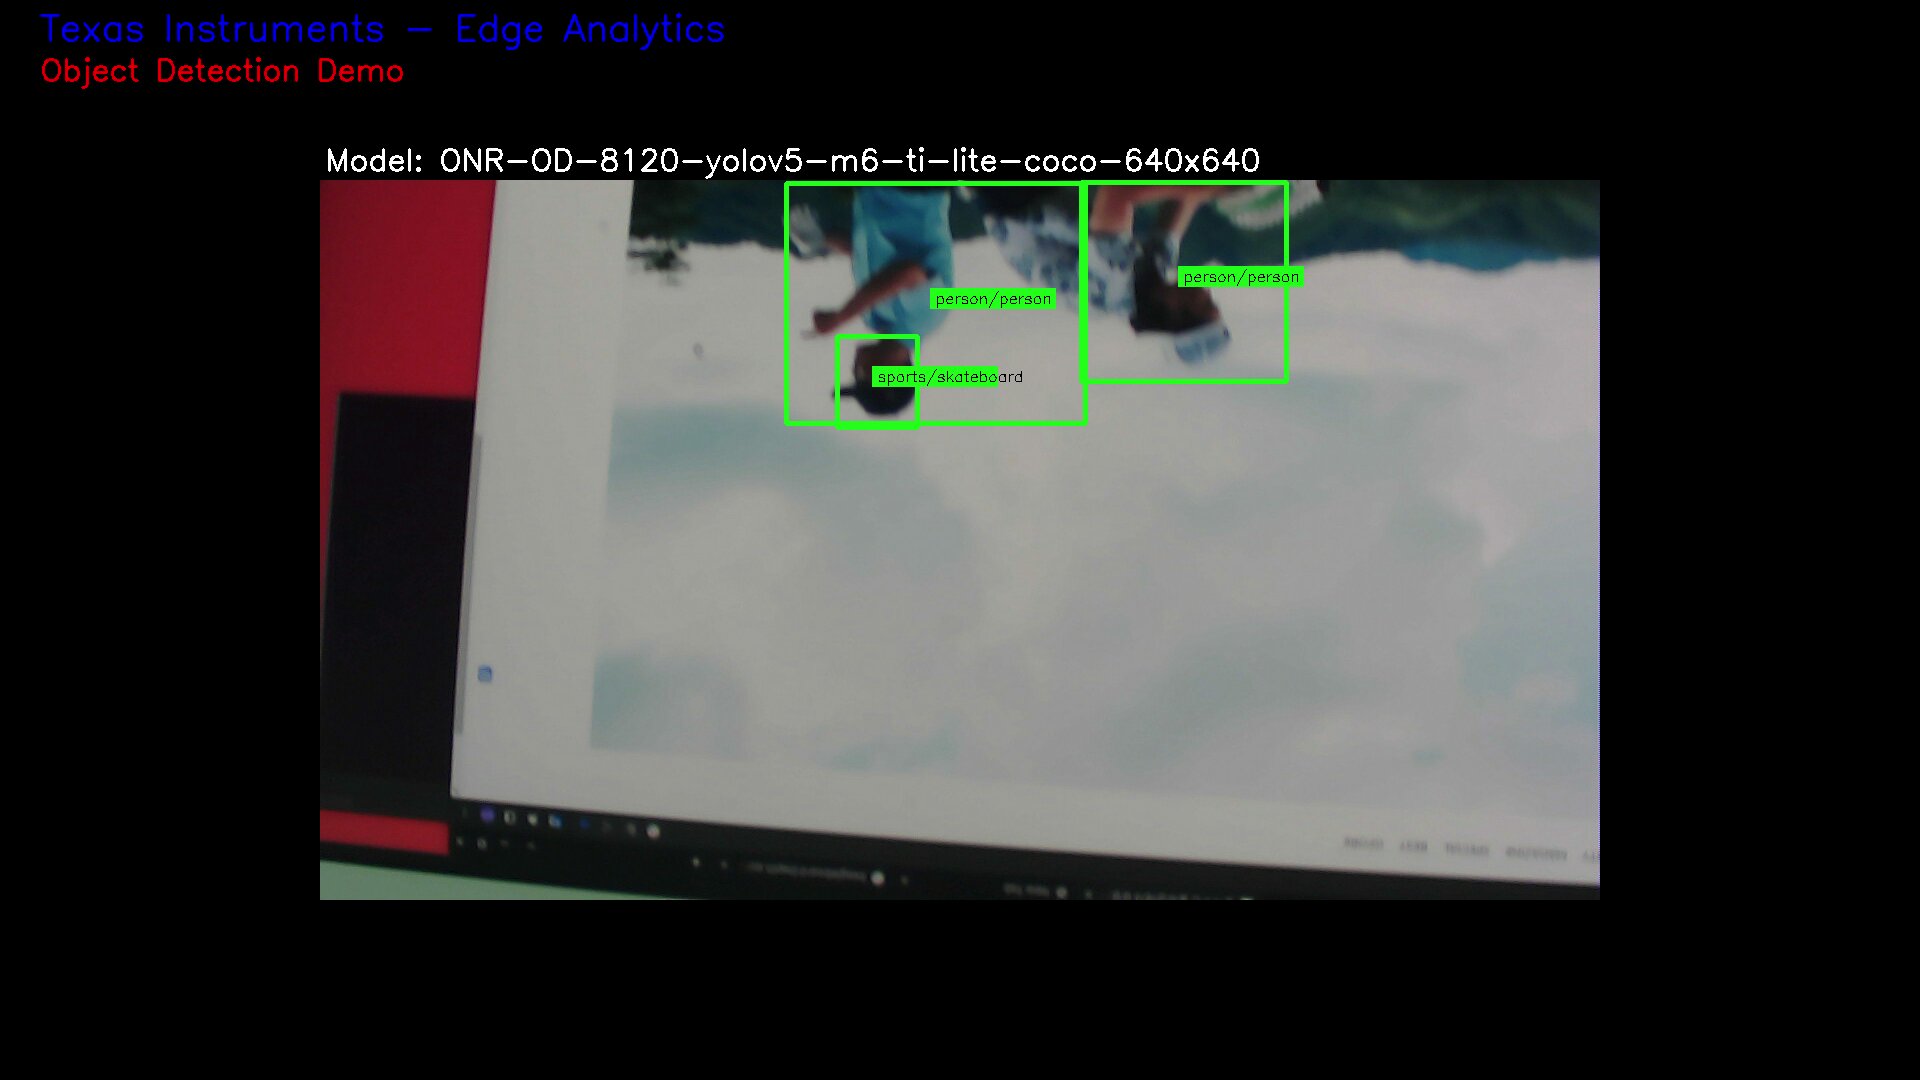 Texas Instruments - Edge Analytics
Object Detection Demo
Model: ONR-OD-8120-yolov5-m6-ti-lite-coco-640x640
person/person
person/person
sports/skateboard